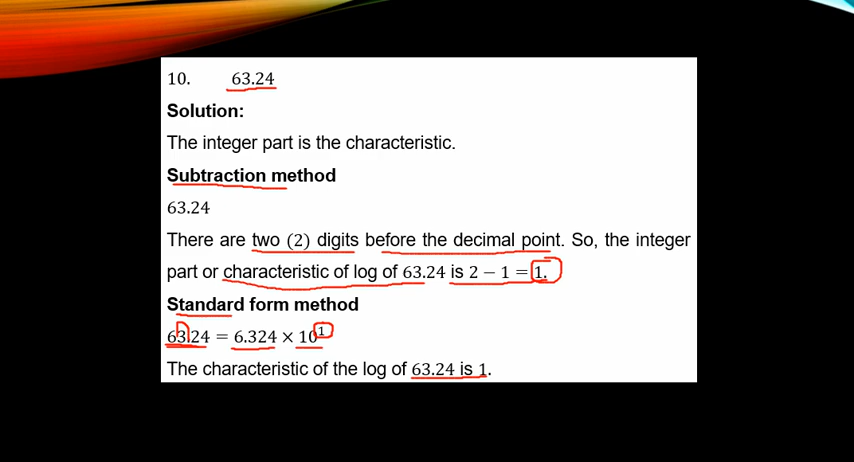 10. 63.24
Solution:
The integer part is the characteristic.
Subtraction method
63.24
There are two (2) digits before the decimal point. So, the integer
part or characteristic of log of 63.24 is 2 − 1 = 1.
Standard form method
63.24 = 6.324 × 10¹
The characteristic of the log of 63.24 is 1.